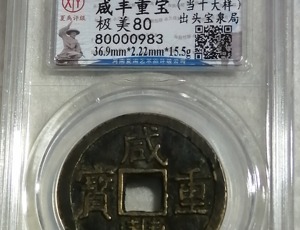 咸丰重宝（当十大样）
极美80 出头宝泉局
80000983
36.9mm*2.22mm*15.5g
咸
寶 重
豐